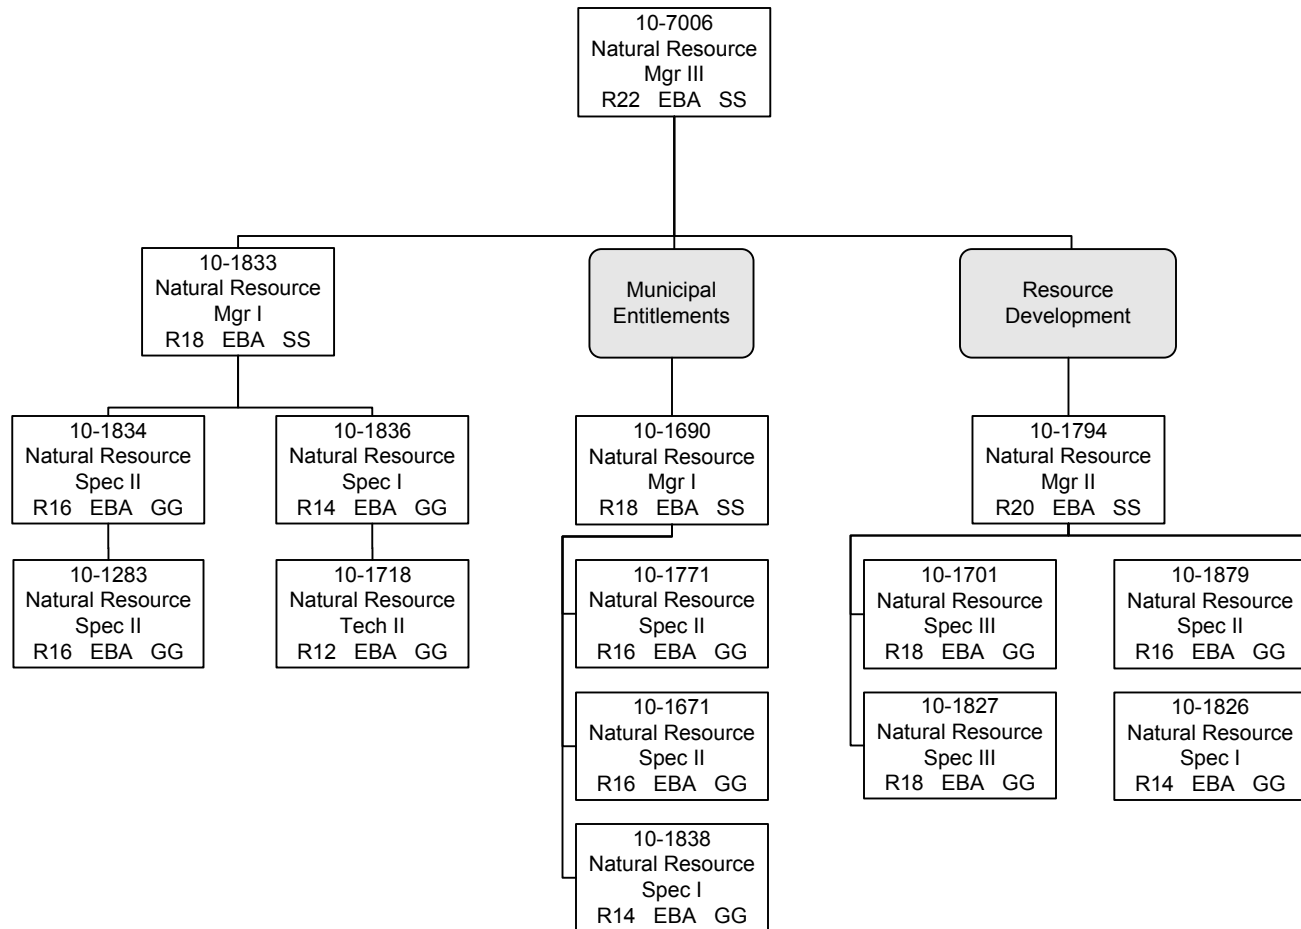 10-7006
Natural Resource
Mgr III
R22 EBA SS
10-1833
Natural Resource
Mgr I
R18 EBA SS
Municipal
Entitlements
Resource
Development
10-1834
Natural Resource
Spec II
R16 EBA GG
10-1836
Natural Resource
Spec I
R14 EBA GG
10-1690
Natural Resource
Mgr I
R18 EBA SS
10-1794
Natural Resource
Mgr II
R20 EBA SS
10-1283
Natural Resource
Spec II
R16 EBA GG
10-1718
Natural Resource
Tech II
R12 EBA GG
10-1771
Natural Resource
Spec II
R16 EBA GG
10-1701
Natural Resource
Spec III
R18 EBA GG
10-1879
Natural Resource
Spec II
R16 EBA GG
10-1671
Natural Resource
Spec II
R16 EBA GG
10-1827
Natural Resource
Spec III
R18 EBA GG
10-1826
Natural Resource
Spec I
R14 EBA GG
10-1838
Natural Resource
Spec I
R14 EBA GG